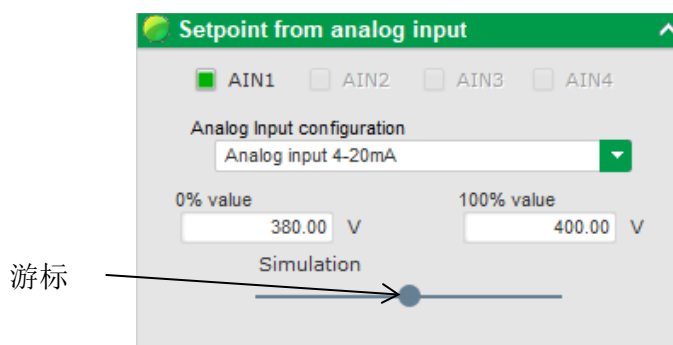 Setpoint from analog input
AIN1 AIN2 AIN3 AIN4
Analog Input configuration
Analog input 4-20mA
0% value 100% value
380.00 V 400.00 V
Simulation
游标